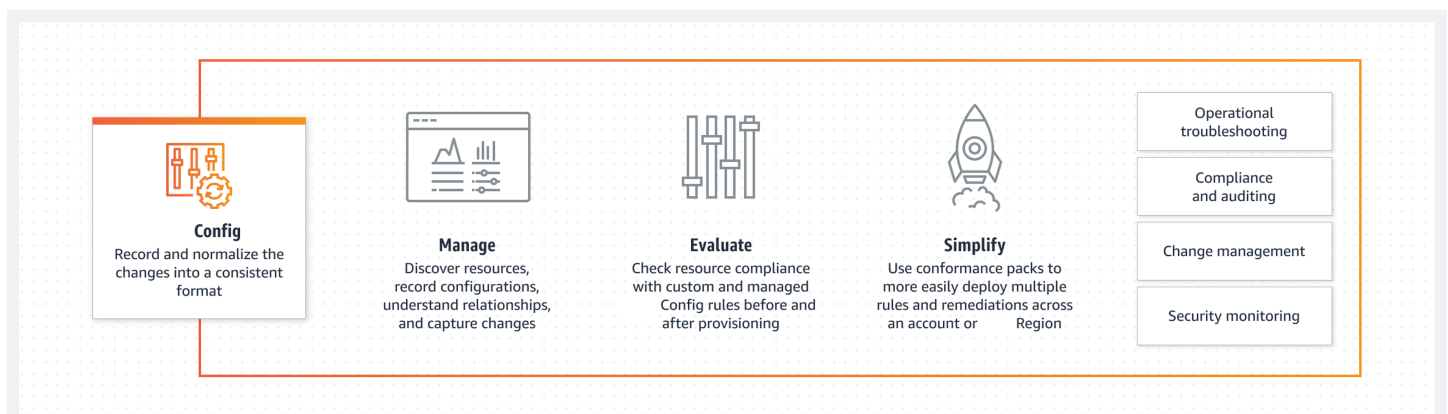 Config
Record and normalize the
changes into a consistent
format
Manage
Discover resources,
record configurations,
understand relationships,
and capture changes
Evaluate
Check resource compliance
with custom and managed
Config rules before and
after provisioning
Simplify
Use conformance packs to
more easily deploy multiple
rules and remediations across
an account or Region
Operational
troubleshooting
Compliance
and auditing
Change management
Security monitoring